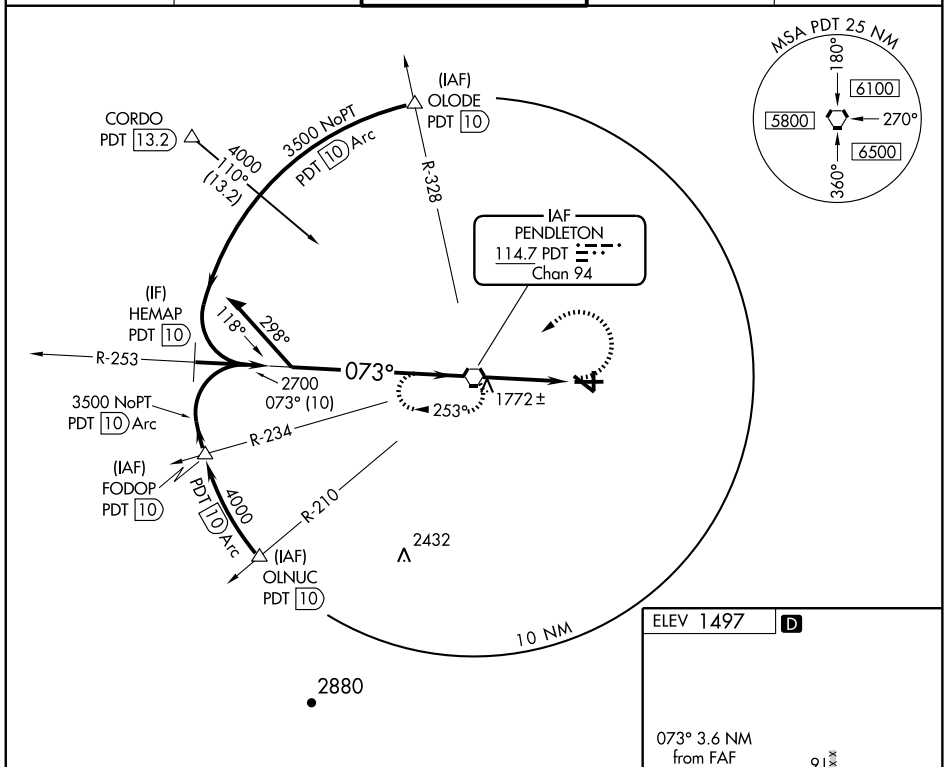 MSA PDT 25 NM
180°
6100
5800
270°
6500
360°
(IAF)
OLODE
PDT 10
CORDO
PDT 13.2
3500 NoPT
PDT 10 Arc
4000
110°
(13.2)
R-328
IAF
PENDLETON
114.7 PDT
Chan 94
(IF)
HEMAP
PDT 10
118°
298°
R-253
073°
2700
073° (10)
1772 ±
253°
3500 NoPT
PDT 10 Arc
R-234
(IAF)
FODOP
PDT 10
4000
PDT 10 Arc
R-210
2432
(IAF)
OLNUC
PDT 10
10 NM
2880
ELEV 1497 D
073° 3.6 NM
from FAF
91